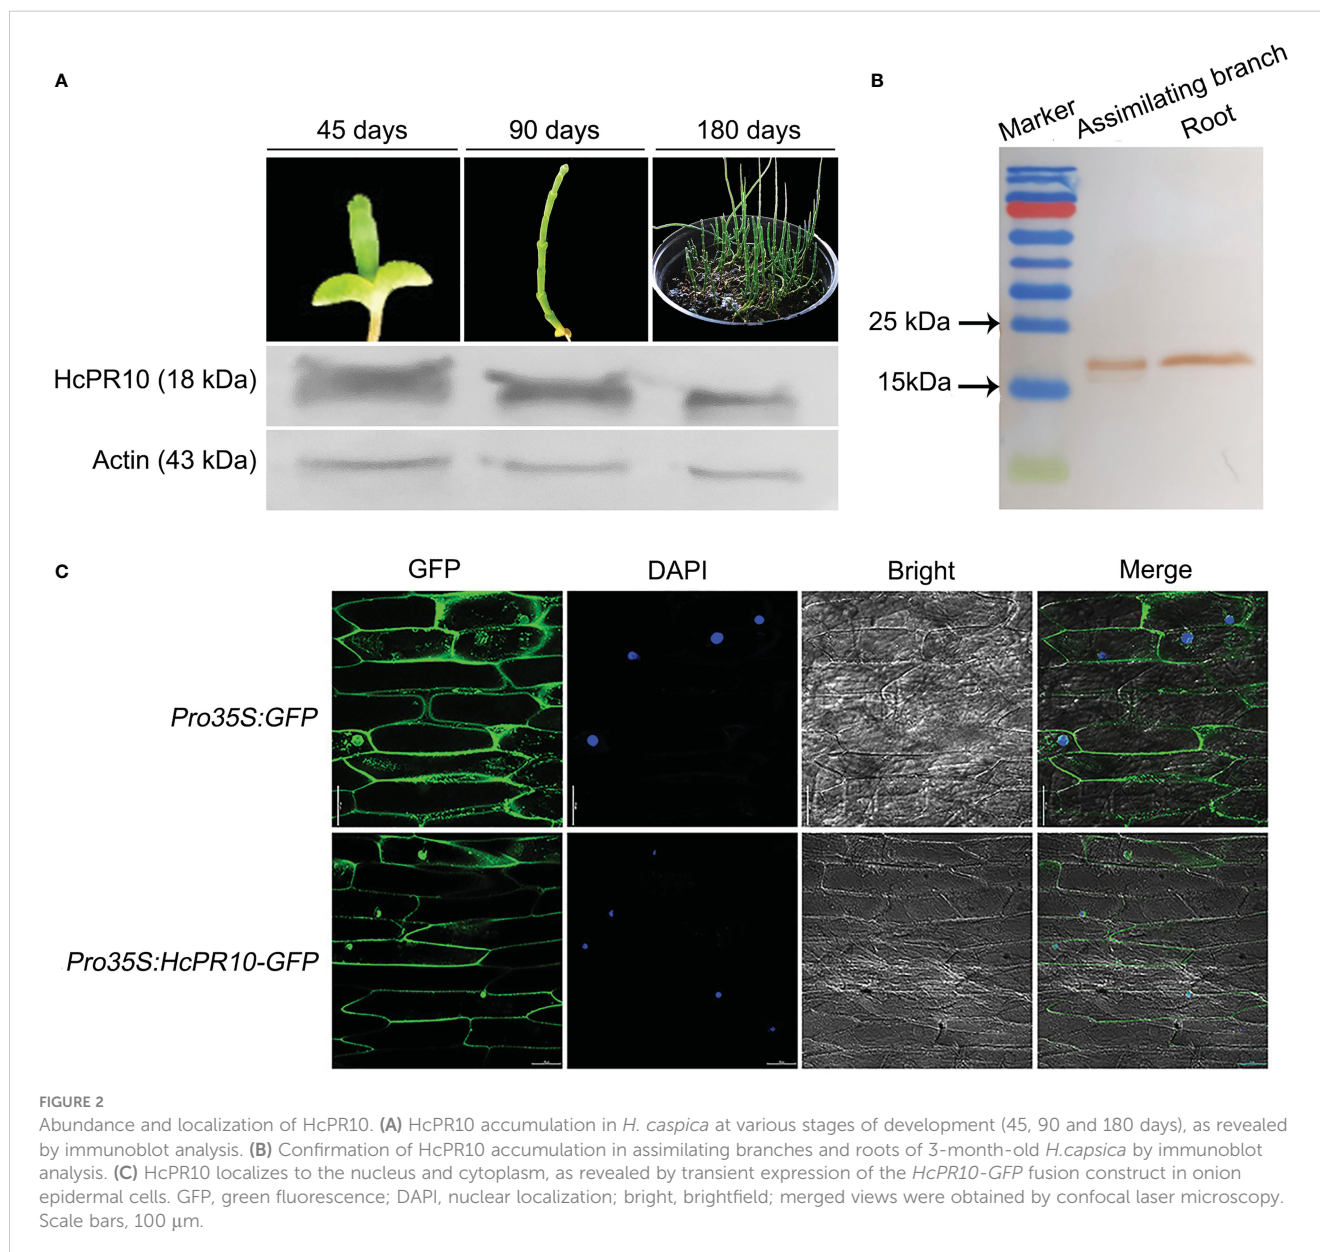 A
45 days
90 days
180 days
HcPR10 (18 kDa)
Actin (43 kDa)
B
Marker
Assimilating branch
Root
25 kDa
15kDa
C
GFP
DAPI
Bright
Merge
Pro35S:GFP
Pro35S:HcPR10-GFP
FIGURE 2
Abundance and localization of HcPR10. (A) HcPR10 accumulation in H. caspica at various stages of development (45, 90 and 180 days), as revealed
by immunoblot analysis. (B) Confirmation of HcPR10 accumulation in assimilating branches and roots of 3-month-old H.capsica by immunoblot
analysis. (C) HcPR10 localizes to the nucleus and cytoplasm, as revealed by transient expression of the HcPR10-GFP fusion construct in onion
epidermal cells. GFP, green fluorescence; DAPI, nuclear localization; bright, brightfield; merged views were obtained by confocal laser microscopy.
Scale bars, 100 μm.